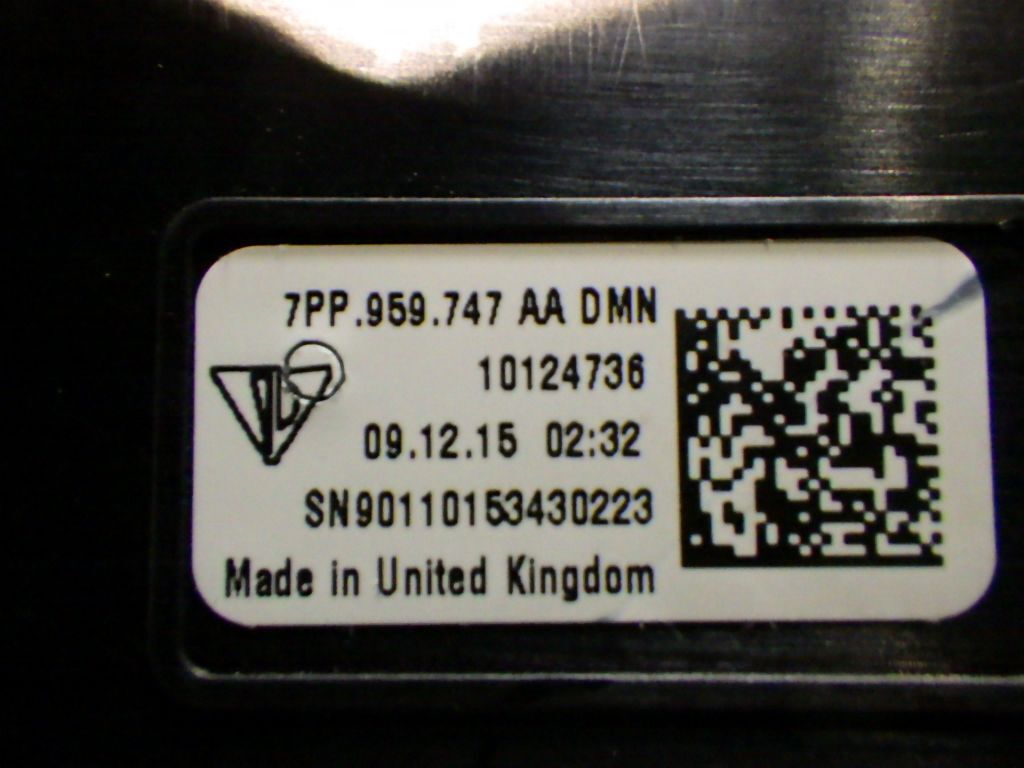 7PP.959.747 AA DMN
10124736
09.12.15 02:32
SN90110153430223
Made in United Kingdom